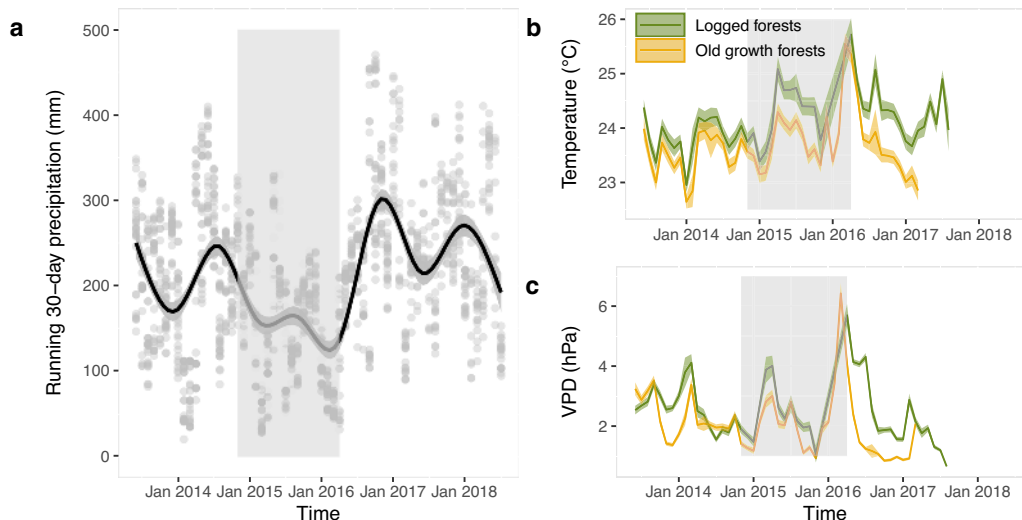 a
Running 30−day precipitation (mm)
500
400
300
200
100
0
Jan 2014
Jan 2015
Jan 2016
Jan 2017
Jan 2018
Time
b
Temperature (°C)
26
25
24
23
Logged forests
Old growth forests
Jan 2014
Jan 2015
Jan 2016
Jan 2017
Jan 2018
c
VPD (hPa)
6
4
2
Jan 2014
Jan 2015
Jan 2016
Jan 2017
Jan 2018
Time